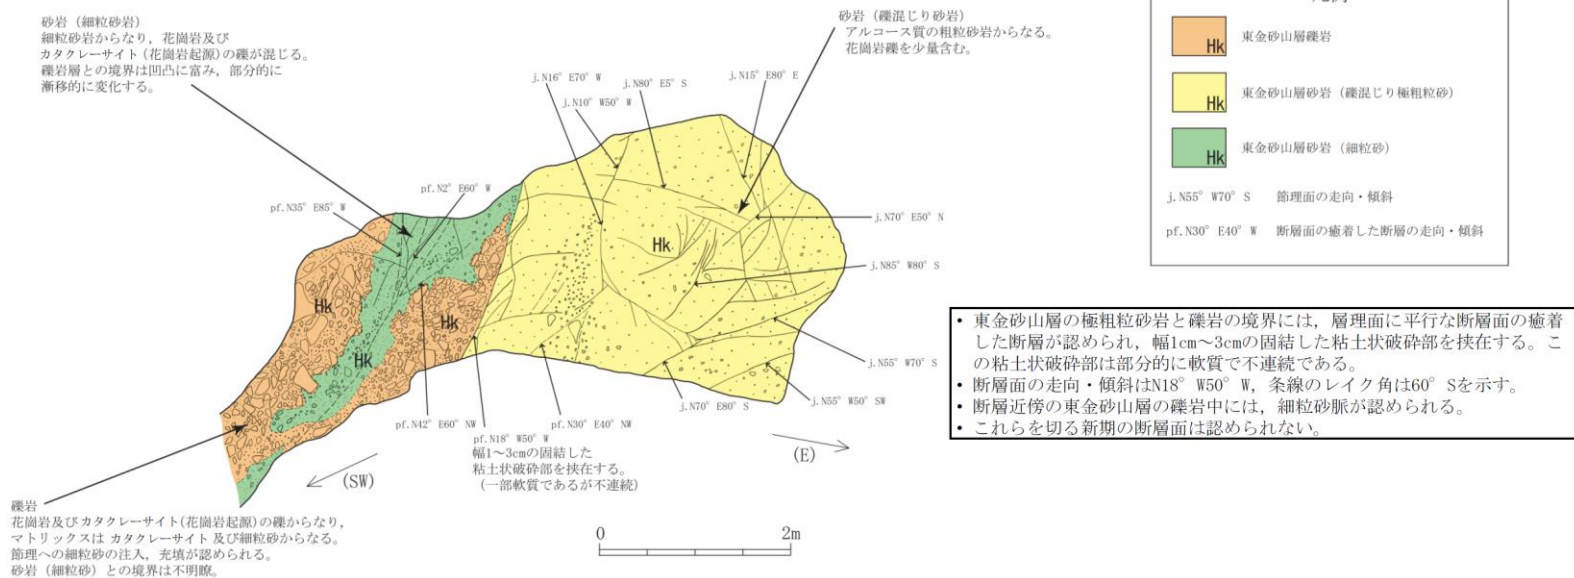 砂岩（細粒砂岩）
細粒砂岩からなり，花崗岩及び
カタクレーサイト(花崗岩起源)の礫が混じる。
礫岩層との境界は凹凸に富み，部分的に
漸移的に変化する。
砂岩（礫混じり砂岩）
アルコース質の粗粒砂岩からなる。
花崗岩礫を少量含む。
j.N16° E70° W
j.N10° W50° W
j.N80° E5° S
j.N15° E80° E
pf.N2° E60° W
pf.N35° E85° W
j.N70° E50° N
j.N85° W80° S
j.N55° W70° S
j.N55° W50° SW
j.N70° E80° S
pf.N30° E40° NW
pf.N42° E60° NW
pf.N18° W50° W
幅1～3cmの固結した
粘土状破砕部を挟在する。
（一部軟質であるが不連続）
Hk
Hk
Hk
Hk
(SW)
(E)
礫岩
花崗岩及びカタクレーサイト(花崗岩起源)の礫からなり，
マトリックスは カタクレーサイト 及び細粒砂からなる。
節理への細粒砂の注入，充填が認められる。
砂岩（細粒砂）との境界は不明瞭。
0 2m
Hk 東金砂山層礫岩
Hk 東金砂山層砂岩（礫混じり極粗粒砂）
Hk 東金砂山層砂岩（細粒砂）
j.N55° W70° S 節理面の走向・傾斜
pf.N30° E40° W 断層面の癒着した断層の走向・傾斜
• 東金砂山層の極粗粒砂岩と礫岩の境界には，層理面に平行な断層面の癒着
した断層が認められ，幅1cm～3cmの固結した粘土状破砕部を挟在する。こ
の粘土状破砕部は部分的に軟質で不連続である。
• 断層面の走向・傾斜はN18° W50° W，条線のレイク角は60° Sを示す。
• 断層近傍の東金砂山層の礫岩中には，細粒砂脈が認められる。
• これらを切る新期の断層面は認められない。